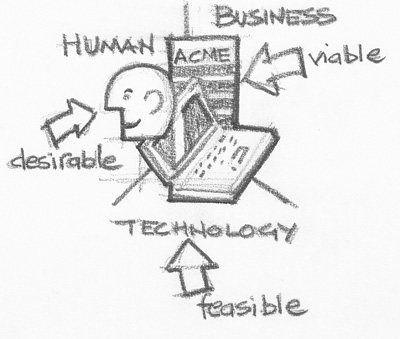 BUSINESS
HUMAN
ACME
viable
desirable
TECHNOLOGY
feasible